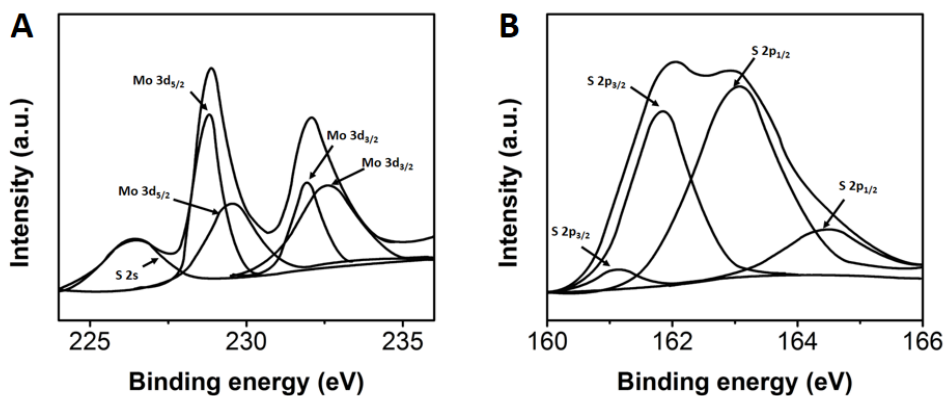 A
Intensity (a.u.)
Mo 3d5/2
Mo 3d3/2
Mo 3d3/2
Mo 3d5/2
S 2s
225
230
235
Binding energy (eV)
B
Intensity (a.u.)
S 2p1/2
S 2p3/2
S 2p1/2
S 2p3/2
160
162
164
166
Binding energy (eV)